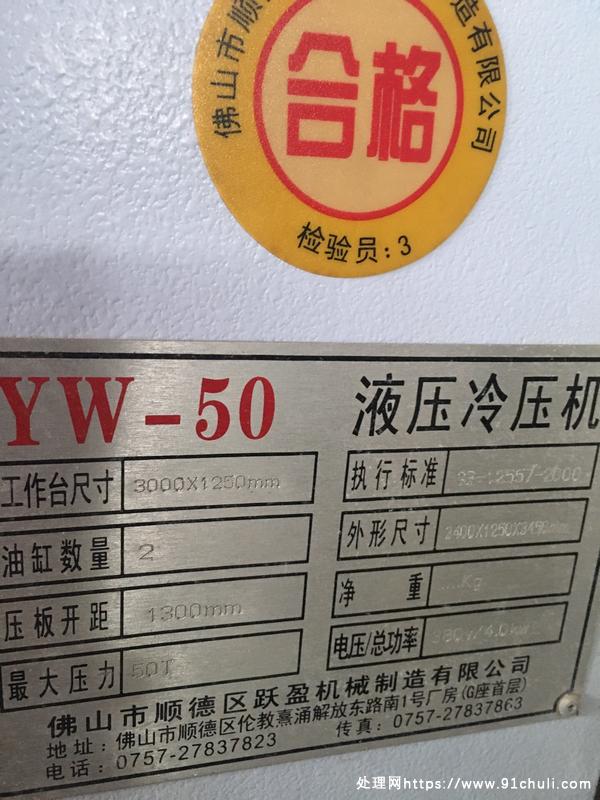 佛山市顺
造有限公司
合格
检验员:3
YW-50 液压冷压机
工作台尺寸 3000X1250mm
执行标准
油缸数量 2
外形尺寸 3400X1250X3450mm
压板开距 1300mm
净 重 ....Kg
最大压力 50T
电压/总功率 380v/4.0kw
佛山市顺德区跃盈机械制造有限公司
地址:佛山市顺德区伦教熹涌解放东路南1号厂房(G座首层)
电话:0757-27837823 传真:0757-27837863
处理网https://www.91chuli.com